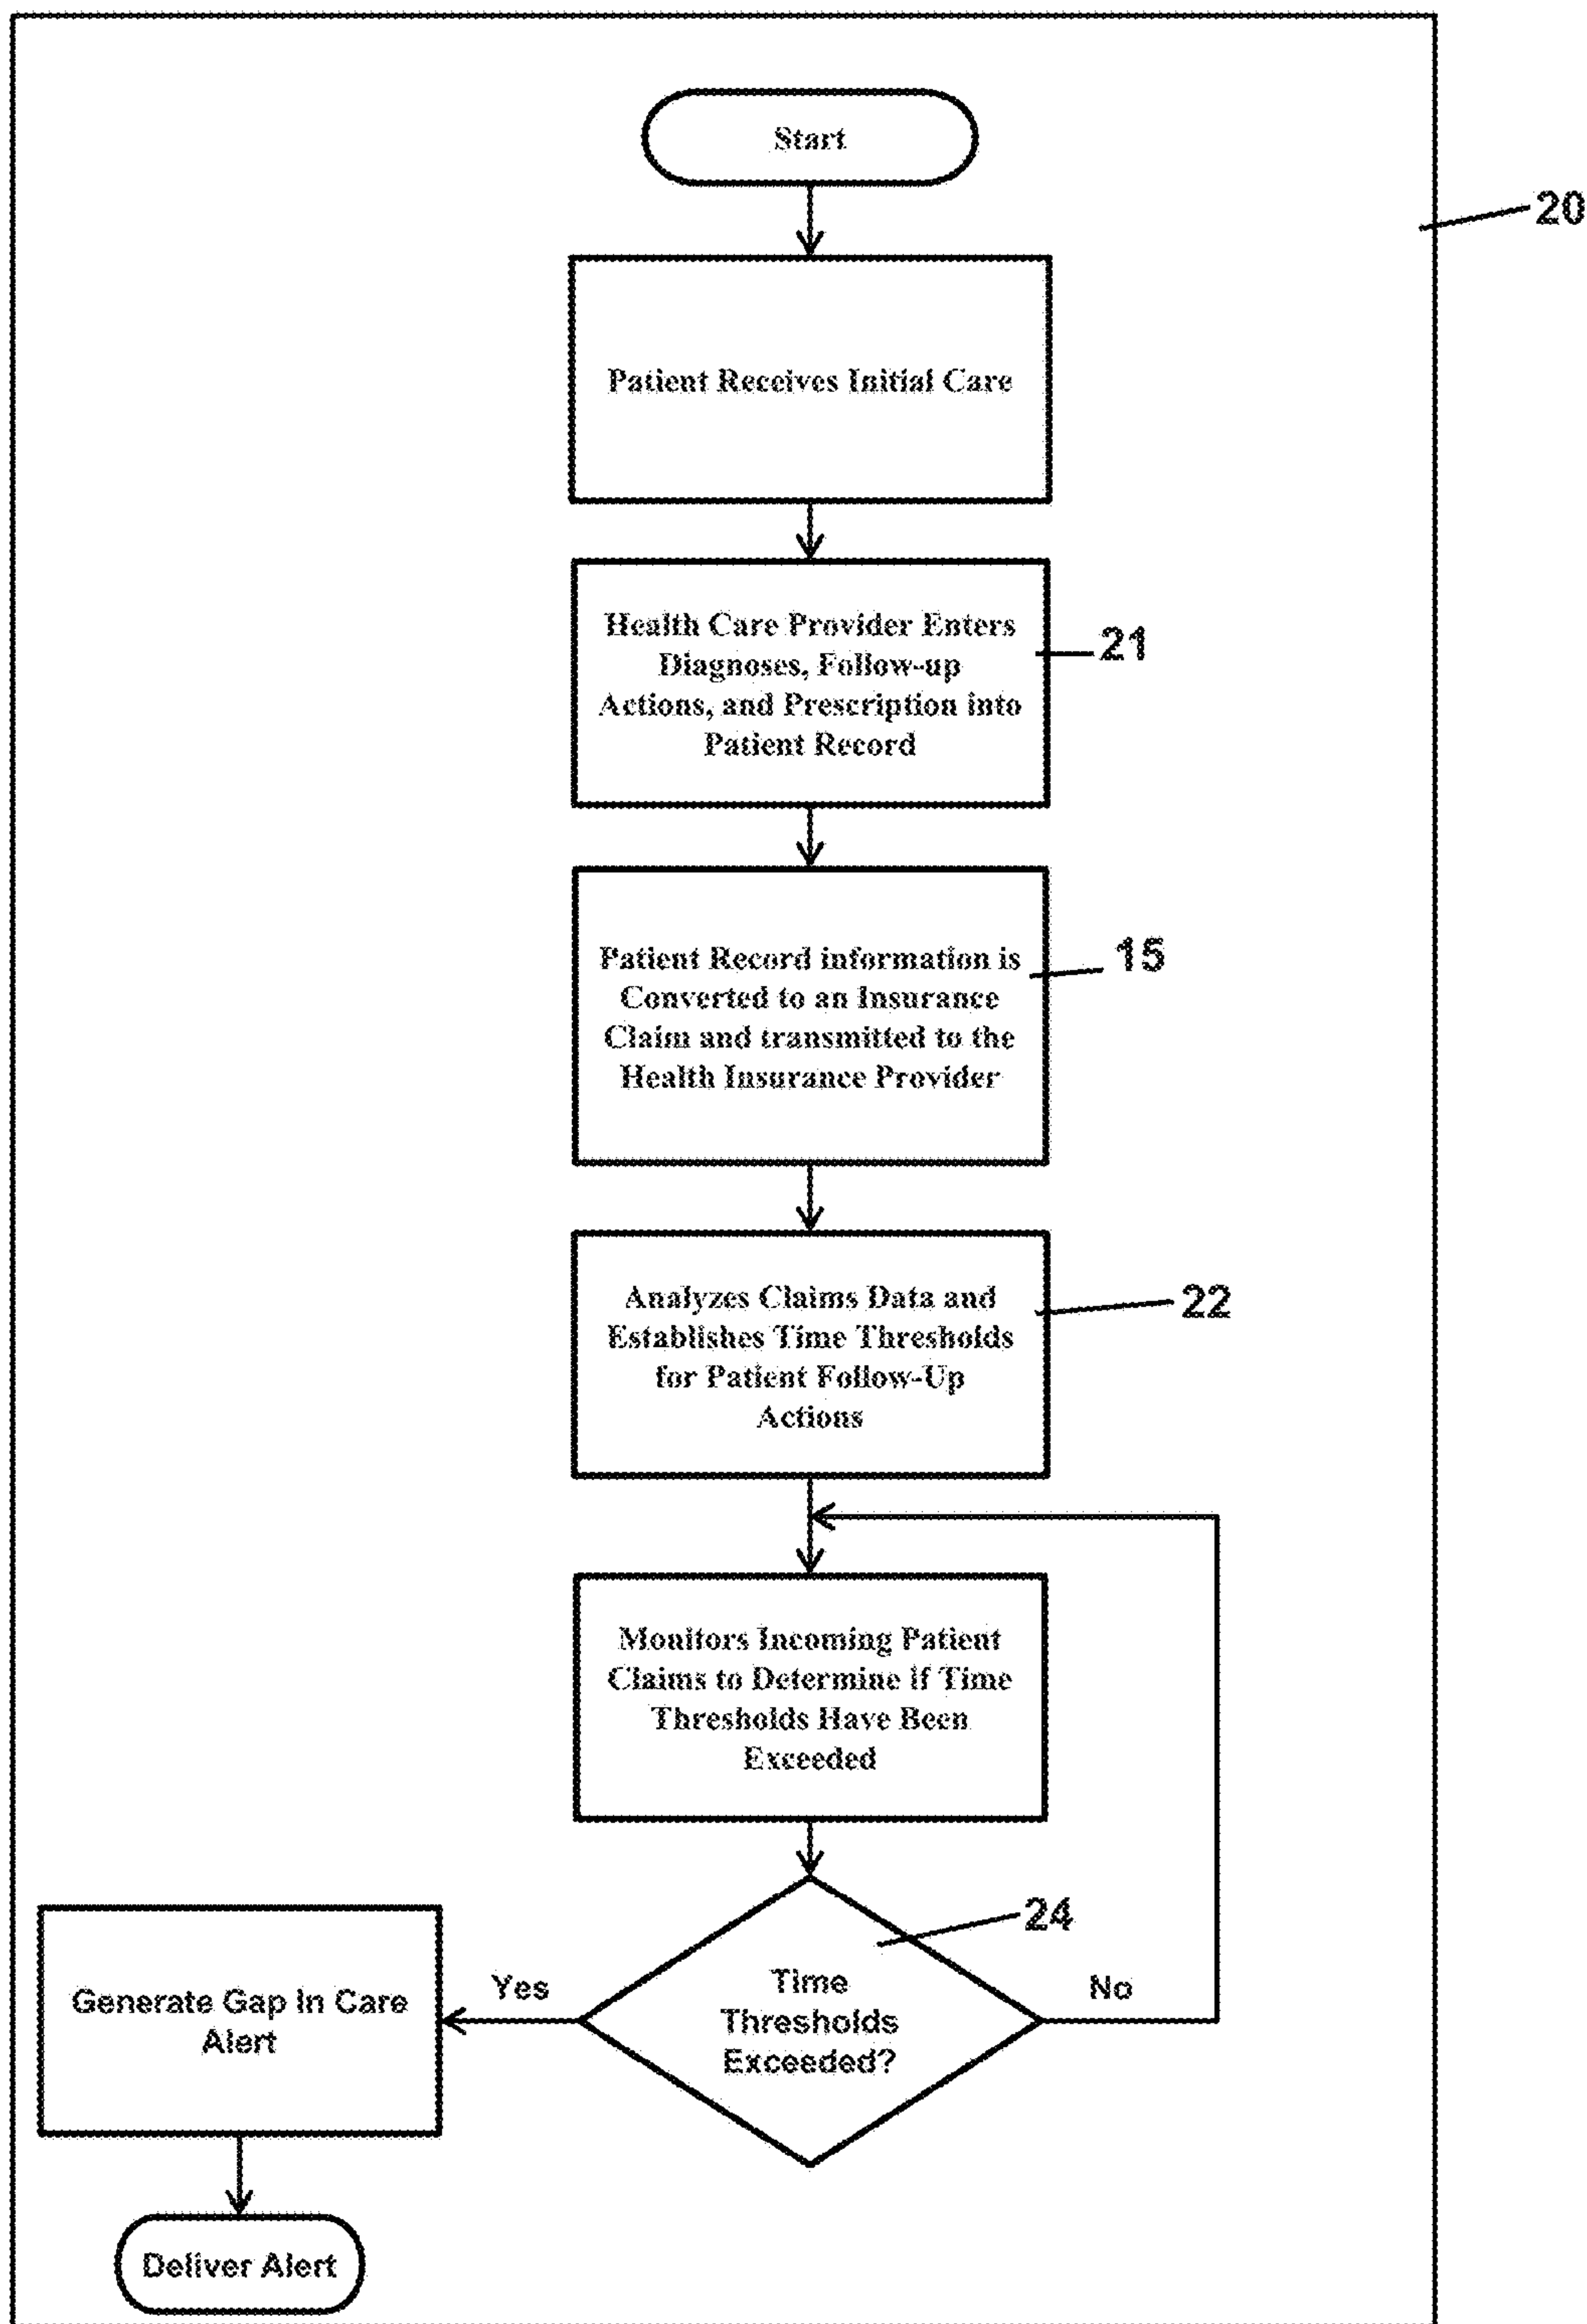 Start
20
Patient Receives Initial Care
Health Care Provider Enters
Diagnoses, Follow-up
Actions, and Prescription into
Patient Record
21
Patient Record information is
Converted to an Insurance
Claim and transmitted to the
Health Insurance Provider
15
Analyzes Claims Data and
Establishes Time Thresholds
for Patient Follow-Up
Actions
22
Monitors Incoming Patient
Claims to Determine if Time
Thresholds Have Been
Exceeded
24
Time
Thresholds
Exceeded?
Yes
No
Generate Gap In Care
Alert
Deliver Alert